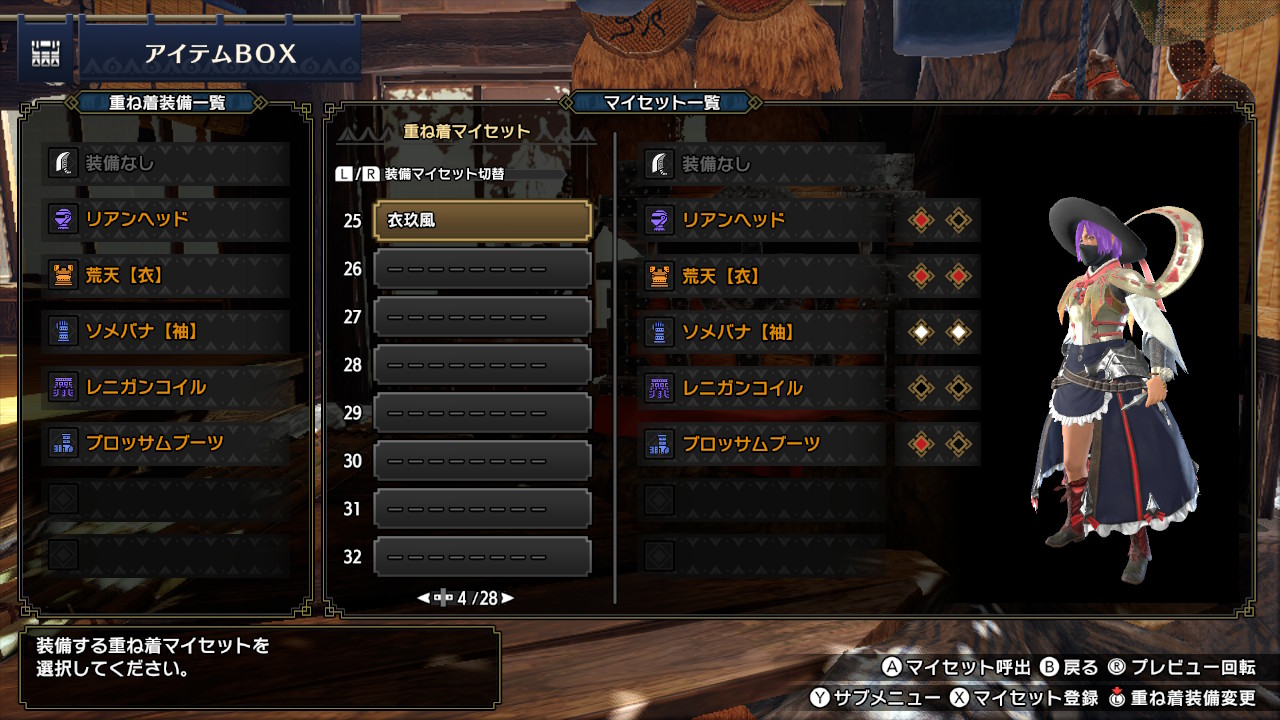 アイテムBOX
重ね着装備一覧
装備なし
リアンヘッド
荒天【衣】
ソメバナ【袖】
レニガンコイル
ブロッサムブーツ
マイセット一覧
重ね着マイセット
L/R装備マイセット切替
25 衣玖風
26 --------
27 --------
28 --------
29 --------
30 --------
31 --------
32 --------
4/28
装備なし
リアンヘッド
荒天【衣】
ソメバナ【袖】
レニガンコイル
ブロッサムブーツ
装備する重ね着マイセットを
選択してください。
Aマイセット呼出 B戻る Rプレビュー回転
Yサブメニュー Xマイセット登録 L重ね着装備変更